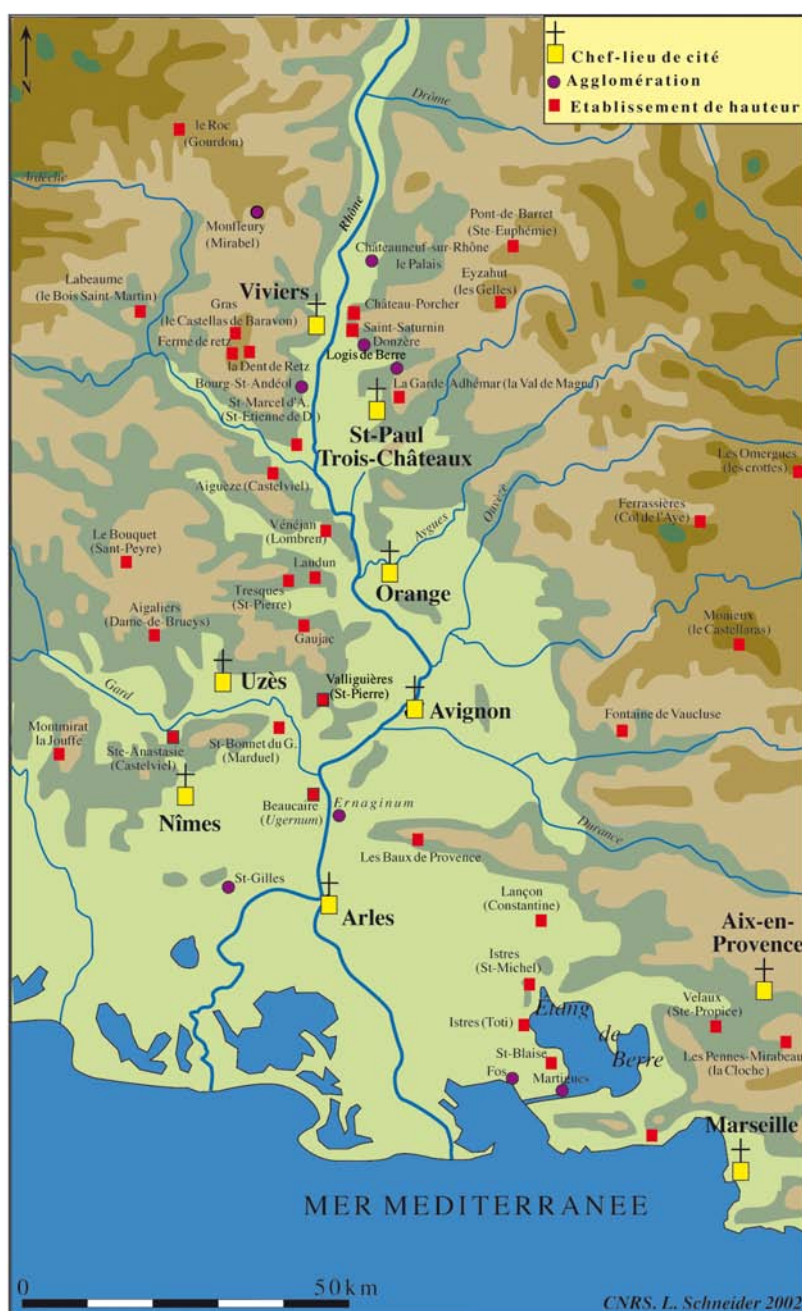 Chef-lieu de cité
Agglomération
Etablissement de hauteur
N
Drôme
le Roc
(Gourdon)
Ardèche
Monfleury
(Mirabel)
Rhône
Pont-de-Barret
(Ste-Euphémie)
Châteauneuf-sur-Rhône
le Palais
Eyzahut
(les Gelles)
Labeaume
(le Bois Saint-Martin)
Viviers
Gras
(le Castellas de Baravon)
Ferme de retz
la Dent de Retz
Château-Porcher
Saint-Saturnin
Donzère
Logis de Berre
Bourg-St-Andéol
La Garde-Adhémar (la Val de Magne)
St-Marcel d'A.
(St-Etienne de D.)
St-Paul
Trois-Châteaux
Aiguèze (Castelviel)
Les Omergues
(les crottes)
Ouvèze
Aygues
Ferrassières
(Col de l'Aye)
Vénéjan
(Lombren)
Le Bouquet
(Sant-Peyre)
Laudun
Tresques
(St-Pierre)
Orange
Aigaliers
(Dame-de-Brueys)
Gaujac
Monieux
(le Castellaras)
Uzès
Valliguières
(St-Pierre)
Gard
Avignon
Fontaine de Vaucluse
Montmirat
la Jouffe
Ste-Anastasie
(Castelviel)
St-Bonnet du G.
(Marduel)
Nîmes
Beaucaire
(Ugernum)
Ernaginum
Durance
Les Baux de Provence
St-Gilles
Arles
Lançon
(Constantine)
Aix-en-
Provence
Istres
(St-Michel)
Etang
de
Berre
Istres (Toti)
Velaux
(Ste-Propice)
Les Pennes-Mirabeau
(la Cloche)
St-Blaise
Fos
Martigues
Marseille
MER MEDITERRANEE
0
50 km
CNRS. L. Schneider 2002